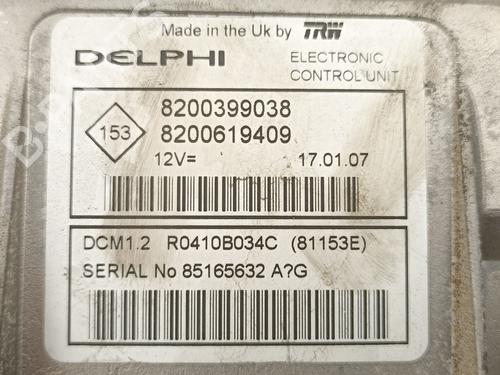 Made in the Uk by TRW
DELPHI
ELECTRONIC
CONTROL UNIT
153
8200399038
8200619409
12V= 17.01.07
DCM1.2 R0410B034C (81153E)
SERIAL No 85165632 A?G